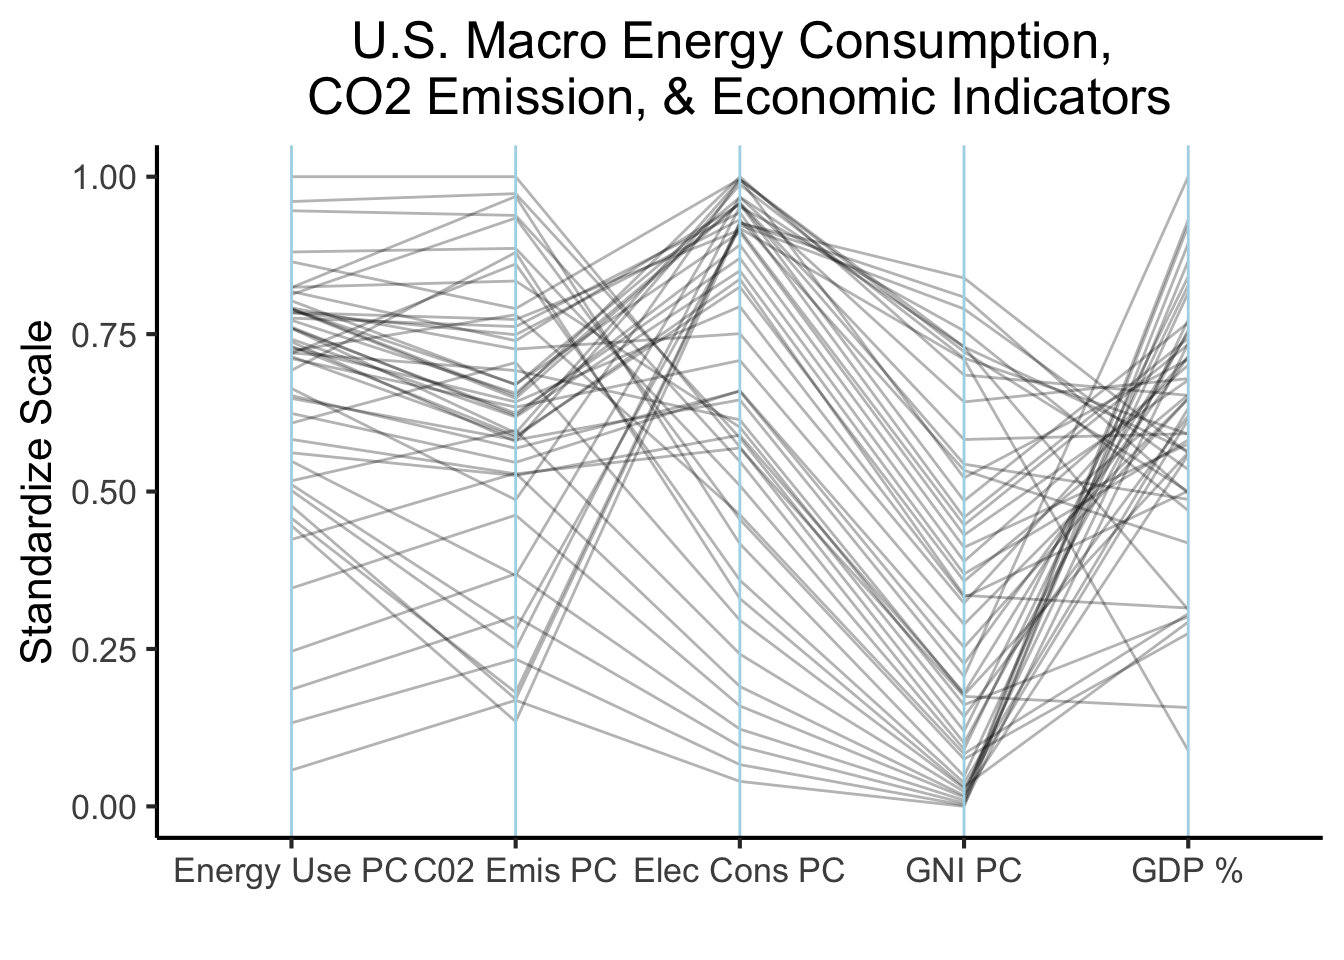 U.S. Macro Energy Consumption,
CO2 Emission, & Economic Indicators
Standardize Scale
1.00
0.75
0.50
0.25
0.00
Energy Use PC C02 Emis PC Elec Cons PC GNI PC GDP %